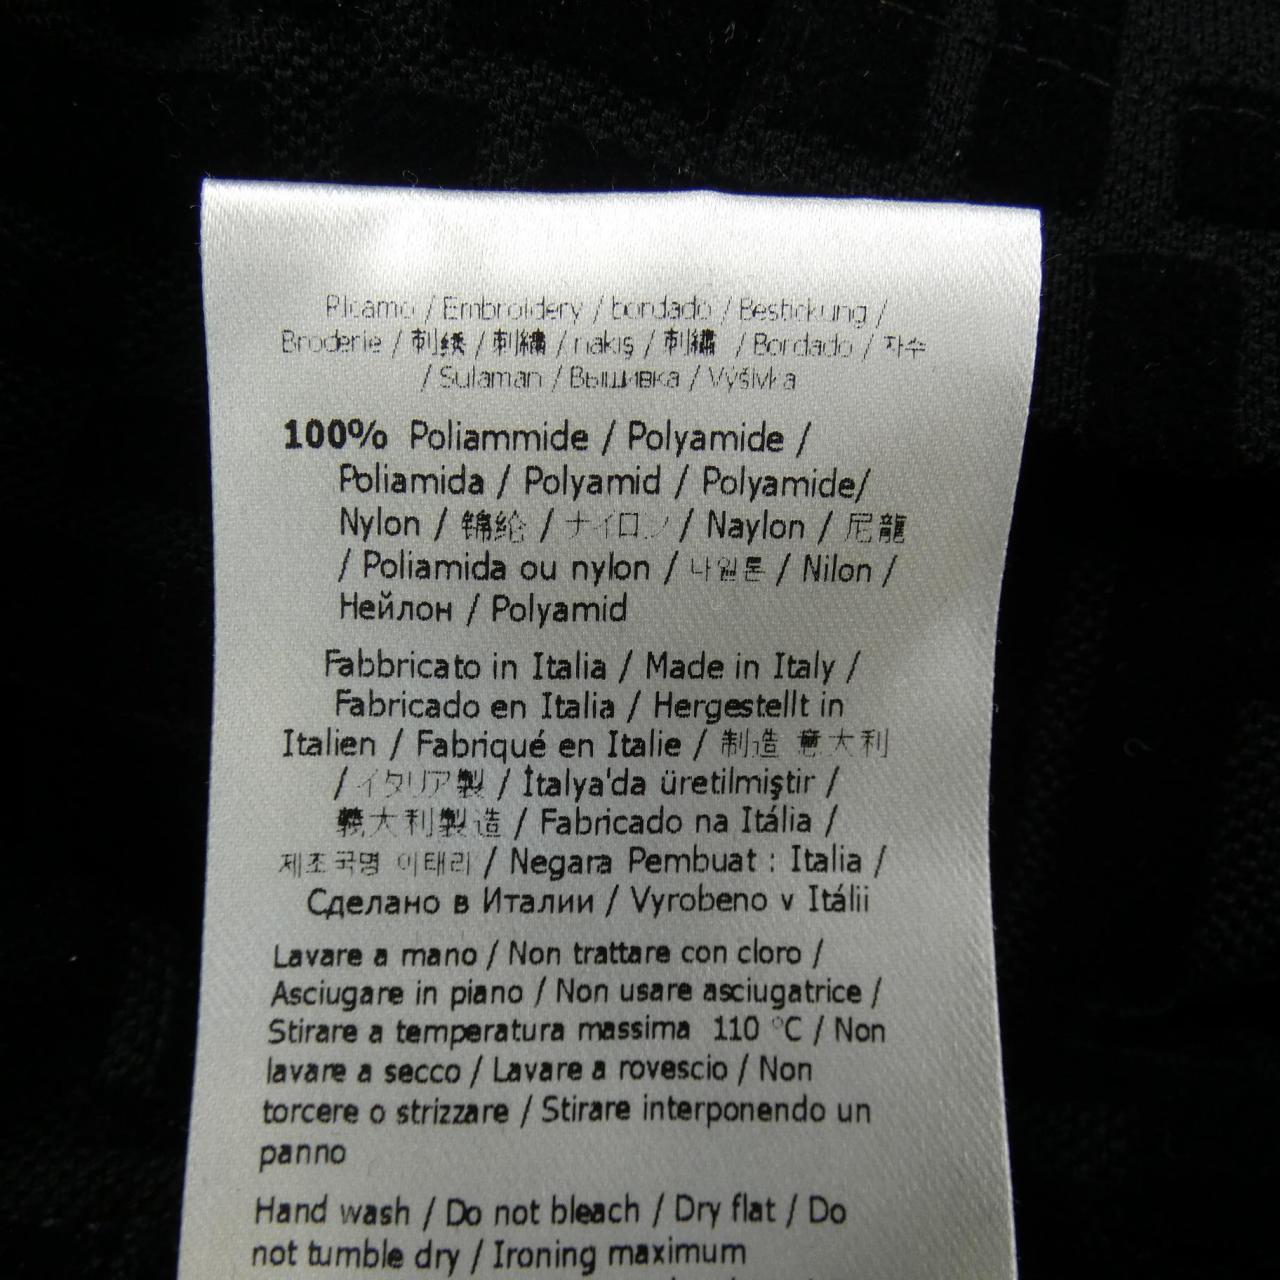 Ricamo / Embroidery / bordado / Bestickung /
Broderie / 刺绣 / 刺繍 / nakış / 刺繡 / Bordado / 자수
/ Sulaman / Вышивка / Výšivka
100% Poliammide / Polyamide /
Poliamida / Polyamid / Polyamide/
Nylon / 锦纶 / ナイロン / Naylon / 尼龍
/ Poliamida ou nylon / 나일론 / Nilon /
Нейлон / Polyamid
Fabbricato in Italia / Made in Italy /
Fabricado en Italia / Hergestellt in
Italien / Fabriqué en Italie / 制造 意大利
/ イタリア製 / İtalya'da üretilmiştir /
義大利製造 / Fabricado na Itália /
제조국명 이태리 / Negara Pembuat : Italia /
Сделано в Италии / Vyrobeno v Itálii
Lavare a mano / Non trattare con cloro /
Asciugare in piano / Non usare asciugatrice /
Stirare a temperatura massima 110 °C / Non
lavare a secco / Lavare a rovescio / Non
torcere o strizzare / Stirare interponendo un
panno
Hand wash / Do not bleach / Dry flat / Do
not tumble dry / Ironing maximum